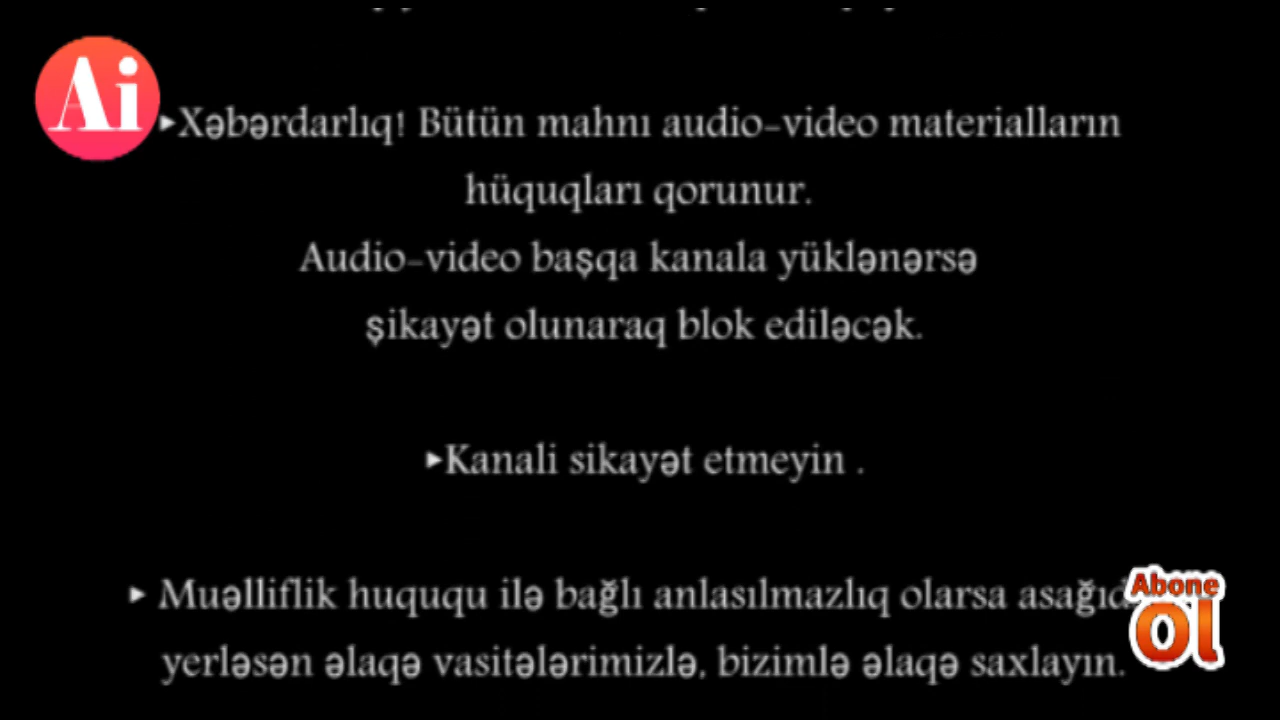 Ai
▸Xəbərdarlıq! Bütün mahnı audio-video materialların
hüquqları qorunur.
Audio-video başqa kanala yüklənərsə
şikayət olunaraq blok ediləcək.
▸Kanali sikayət etmeyin .
▸ Muəlliflik huququ ilə bağlı anlasılmazlıq olarsa
yerləsən əlaqə vasitələrimizlə, bizimlə əlaqə saxlayın.
Abone
Ol